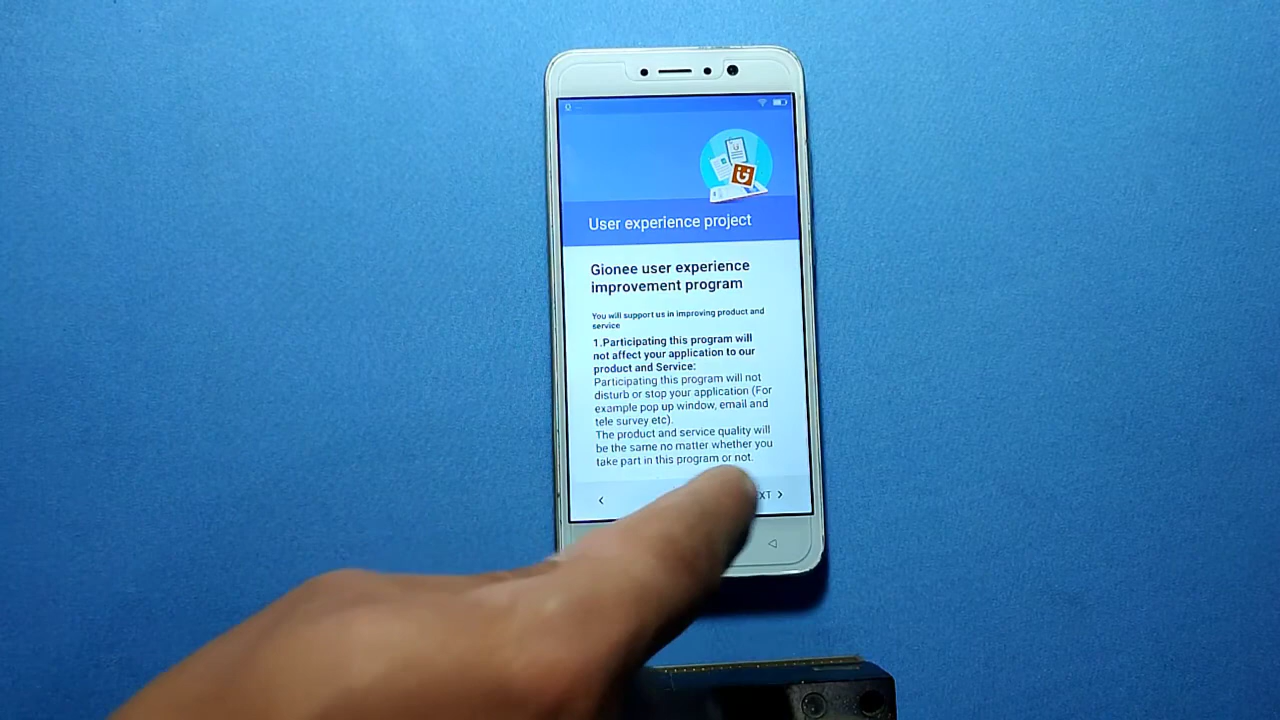 User experience project
Gionee user experience
improvement program
You will support us in improving product and
service
1.Participating this program will
not affect your application to our
product and Service:
Participating this program will not
disturb or stop your application (For
example pop up window, email and
tele survey etc).
The product and service quality will
be the same no matter whether you
take part in this program or not.